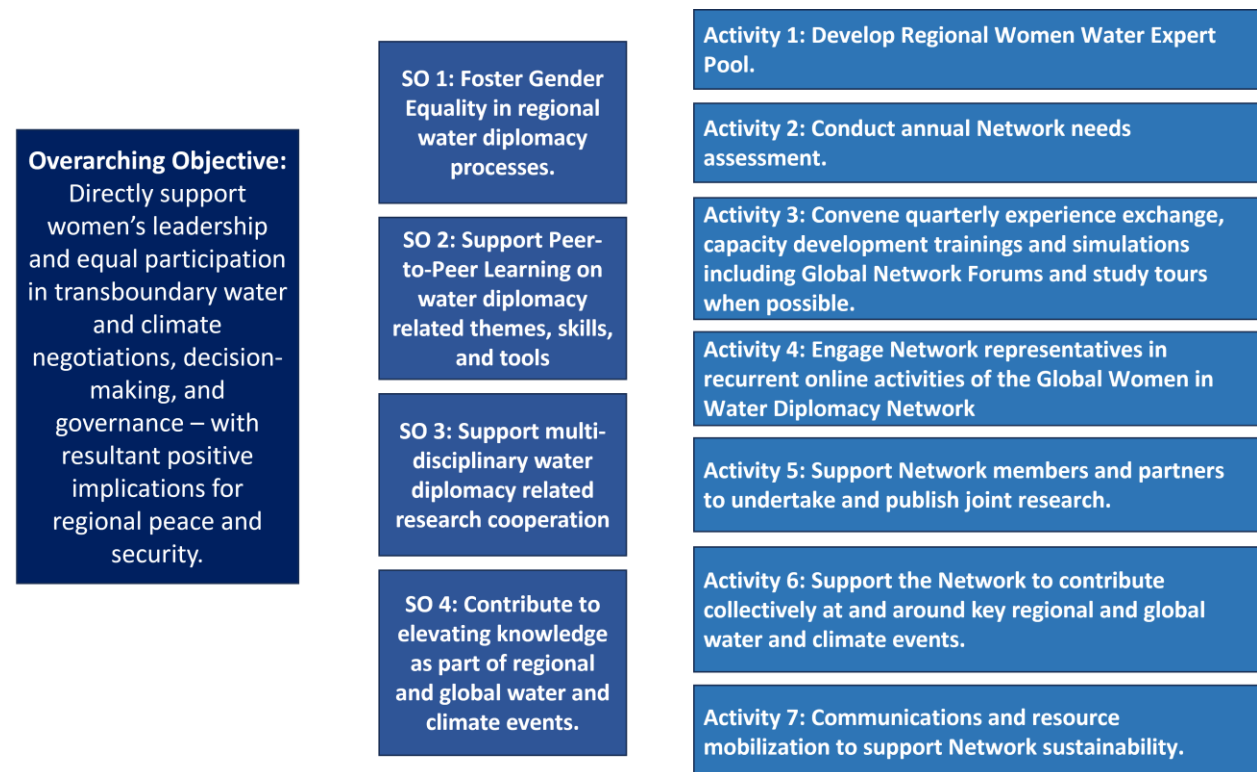 Overarching Objective:
Directly support
women’s leadership
and equal participation
in transboundary water
and climate
negotiations, decision-
making, and
governance – with
resultant positive
implications for
regional peace and
security.
SO 1: Foster Gender
Equality in regional
water diplomacy
processes.
SO 2: Support Peer-
to-Peer Learning on
water diplomacy
related themes, skills,
and tools
SO 3: Support multi-
disciplinary water
diplomacy related
research cooperation
SO 4: Contribute to
elevating knowledge
as part of regional
and global water and
climate events.
Activity 1: Develop Regional Women Water Expert
Pool.
Activity 2: Conduct annual Network needs
assessment.
Activity 3: Convene quarterly experience exchange,
capacity development trainings and simulations
including Global Network Forums and study tours
when possible.
Activity 4: Engage Network representatives in
recurrent online activities of the Global Women in
Water Diplomacy Network
Activity 5: Support Network members and partners
to undertake and publish joint research.
Activity 6: Support the Network to contribute
collectively at and around key regional and global
water and climate events.
Activity 7: Communications and resource
mobilization to support Network sustainability.